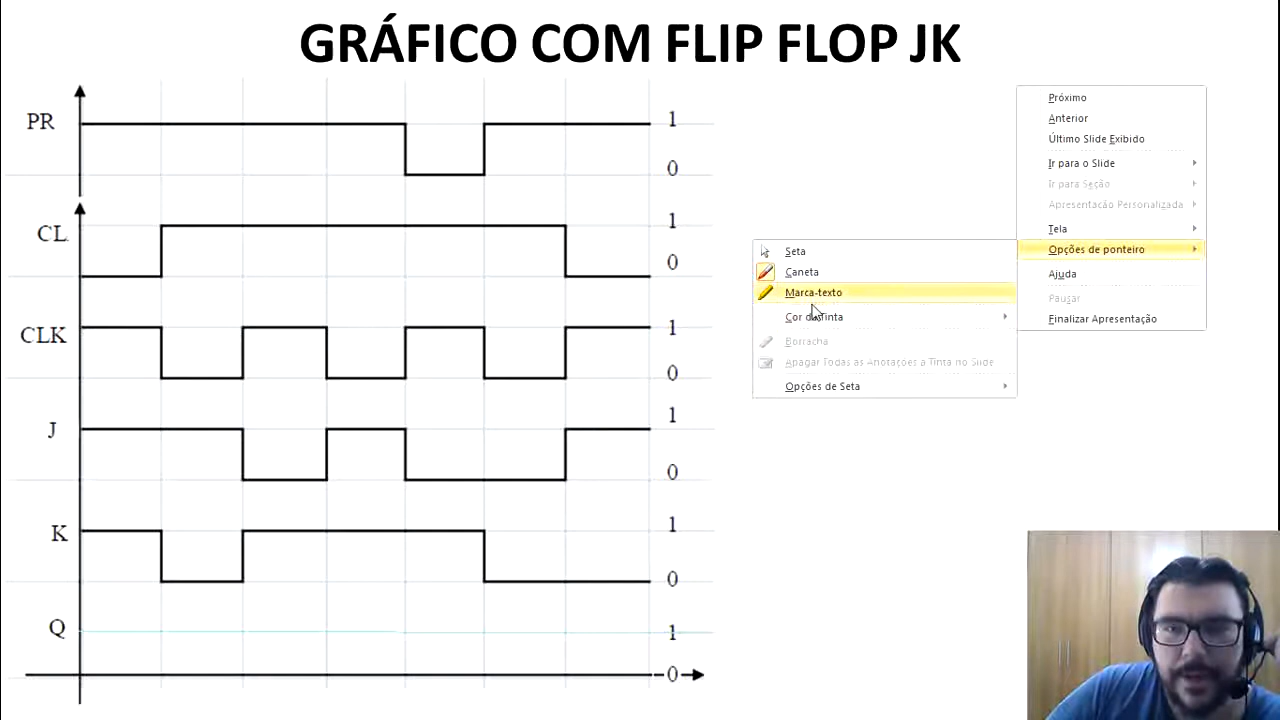 GRÁFICO COM FLIP FLOP JK
PR
1
0
CL
1
0
CLK
1
0
J
1
0
K
1
0
Q
1
0
Próximo
Anterior
Último Slide Exibido
Ir para o Slide
Ir para Seção
Apresentação Personalizada
Tela
Opções de ponteiro
Ajuda
Pausar
Finalizar Apresentação
Seta
Caneta
Marca-texto
Cor da Tinta
Borracha
Apagar Todas as Anotações a Tinta no Slide
Opções de Seta